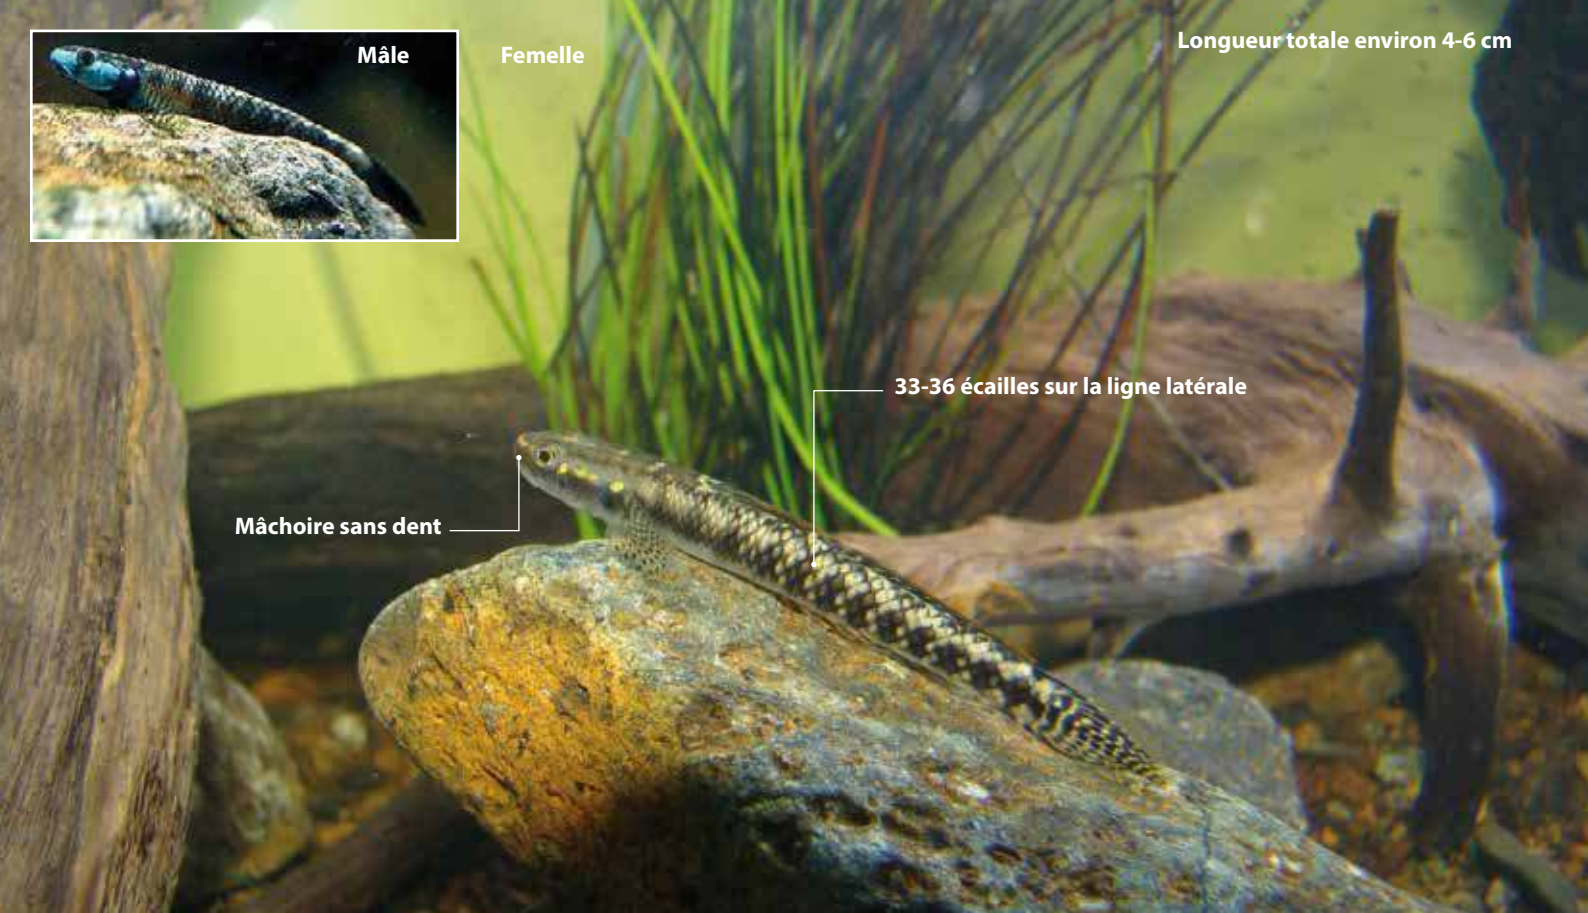 Mâle
Femelle
Longueur totale environ 4-6 cm
33-36 écailles sur la ligne latérale
Mâchoire sans dent